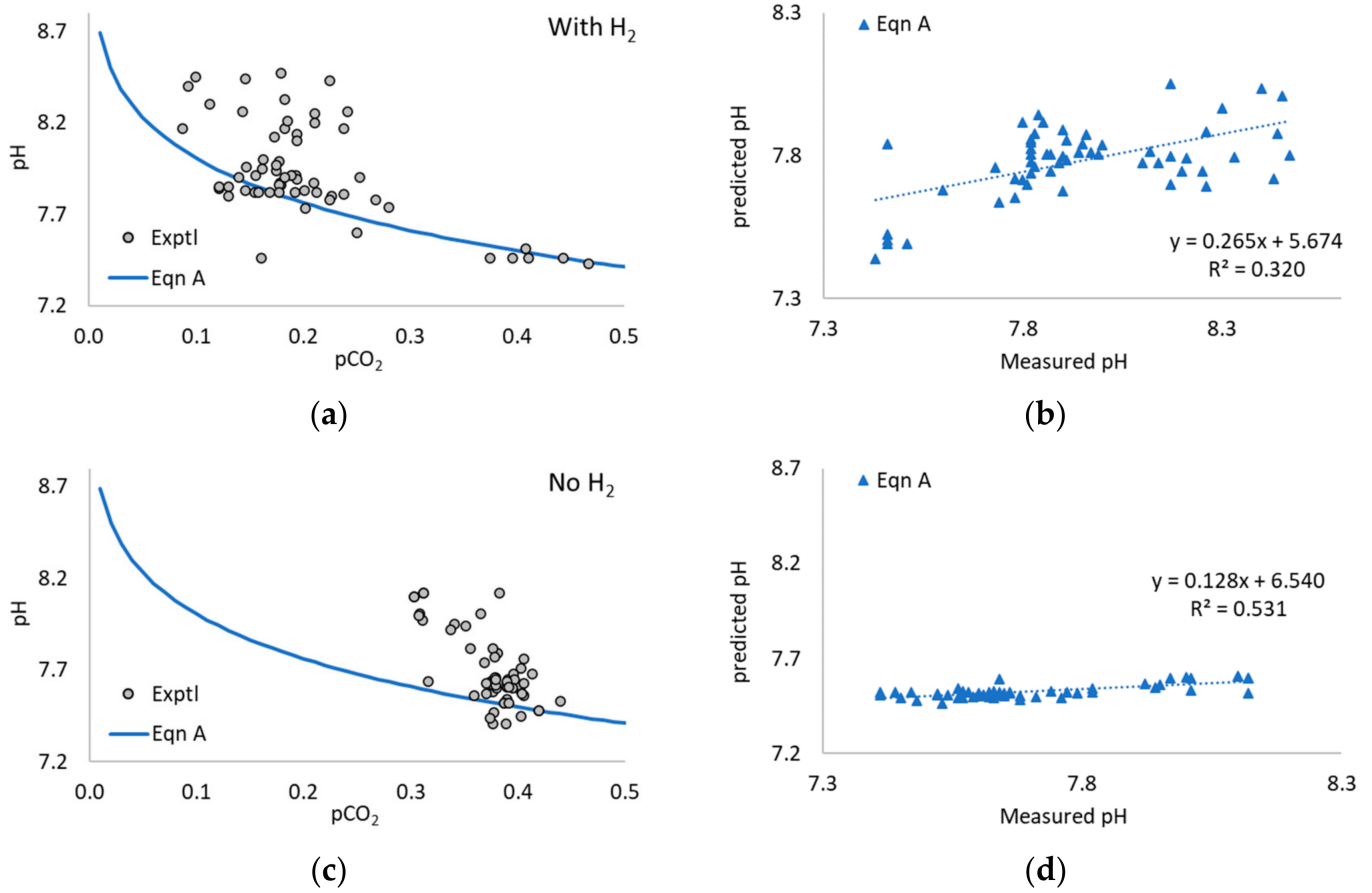 With H2
8.7
8.2
7.7
7.2
pH
Exptl
Eqn A
0.0 0.1 0.2 0.3 0.4 0.5
pCO2
(a)
8.3
7.8
7.3
predicted pH
Eqn A
y = 0.265x + 5.674
R² = 0.320
7.3 7.8 8.3
Measured pH
(b)
No H2
8.7
8.2
7.7
7.2
pH
Exptl
Eqn A
0.0 0.1 0.2 0.3 0.4 0.5
pCO2
(c)
8.7
8.2
7.7
7.2
predicted pH
Eqn A
y = 0.128x + 6.540
R² = 0.531
7.3 7.8 8.3
Measured pH
(d)